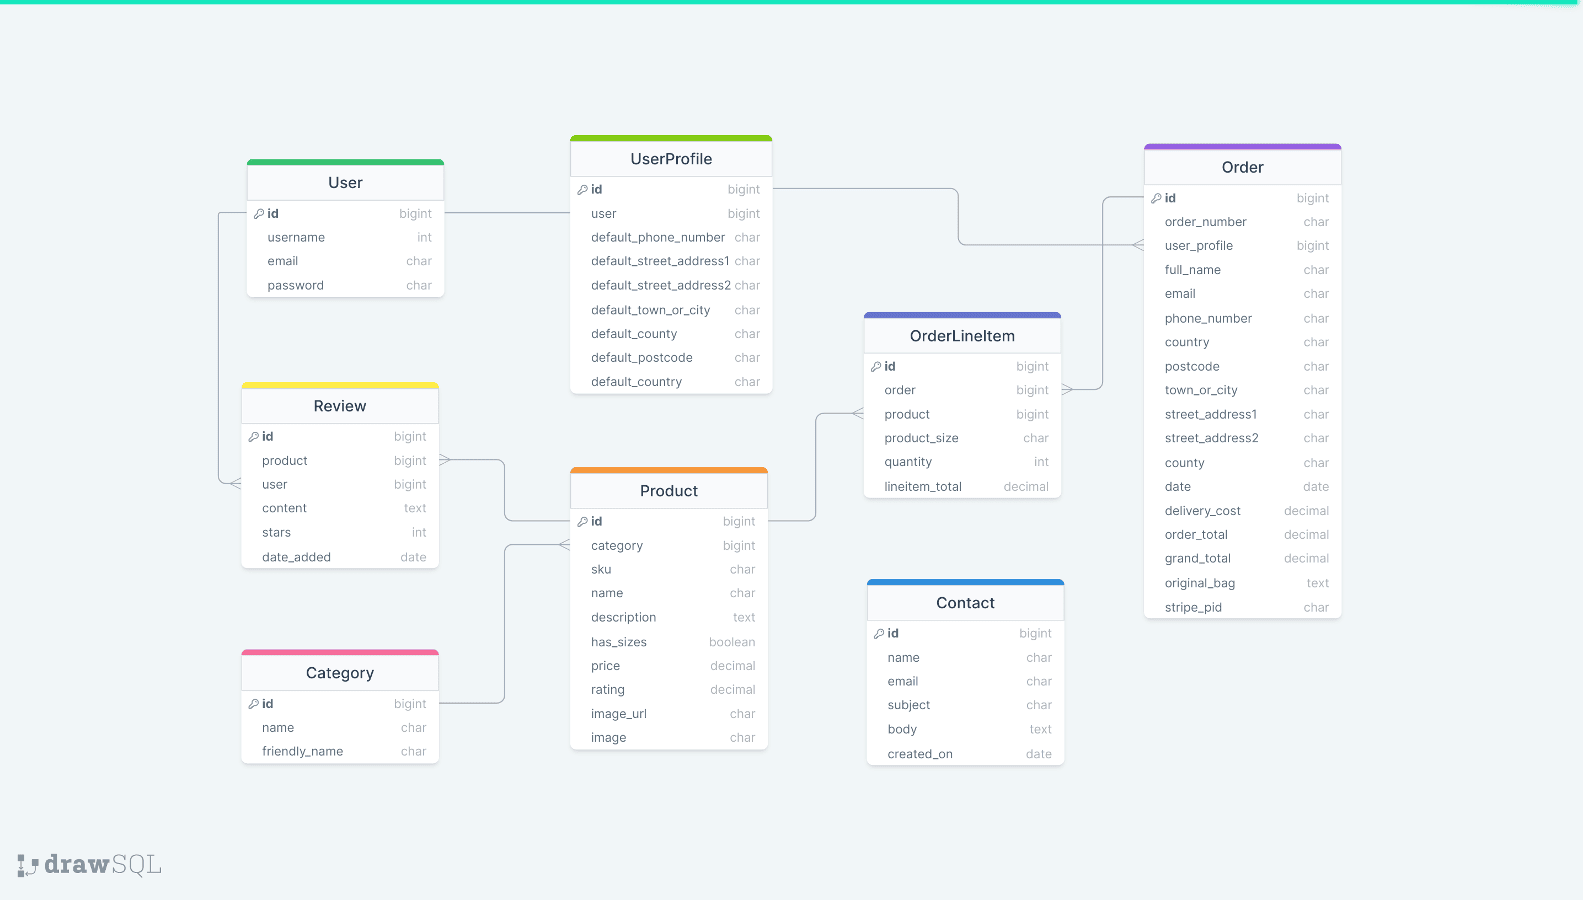 User
id bigint
username int
email char
password char
UserProfile
id bigint
user bigint
default_phone_number char
default_street_address1 char
default_street_address2 char
default_town_or_city char
default_county char
default_postcode char
default_country char
Order
id bigint
order_number char
user_profile bigint
full_name char
email char
phone_number char
country char
postcode char
town_or_city char
street_address1 char
street_address2 char
county char
date date
delivery_cost decimal
order_total decimal
grand_total decimal
original_bag text
stripe_pid char
OrderLineItem
id bigint
order bigint
product bigint
product_size char
quantity int
lineitem_total decimal
Review
id bigint
product bigint
user bigint
content text
stars int
date_added date
Product
id bigint
category bigint
sku char
name char
description text
has_sizes boolean
price decimal
rating decimal
image_url char
image char
Contact
id bigint
name char
email char
subject char
body text
created_on date
Category
id bigint
name char
friendly_name char
drawSQL